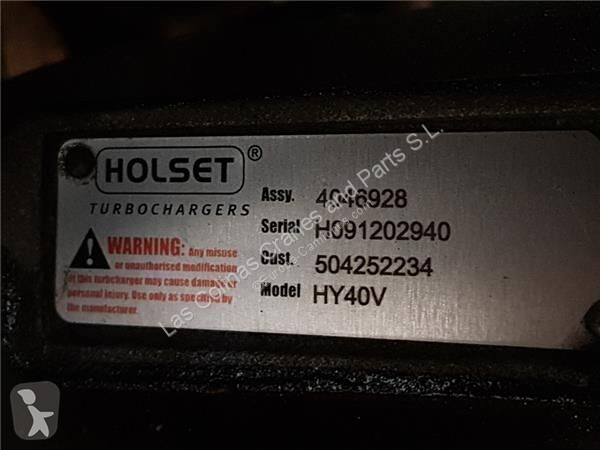 HOLSET ®
TURBOCHARGERS
WARNING: Any misuse
or unauthorised modification
of this turbocharger may cause damage or
personal injury. Use only as specified by
the manufacturer.
Assy. 4046928
Serial H091202940
Cust. 504252234
Model HY40V
Las Colinas Cranes and Parts S.L.